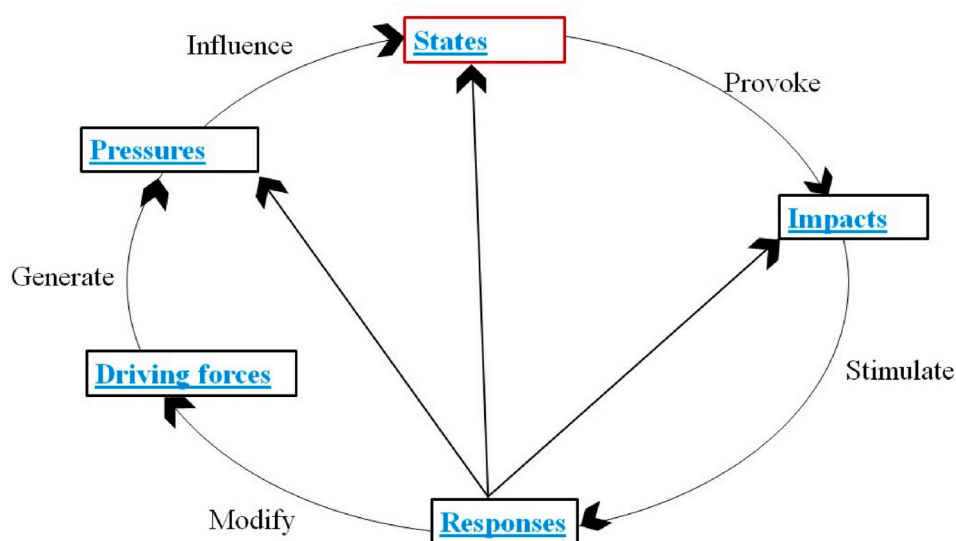 Influence
States
Provoke
Pressures
Impacts
Generate
Driving forces
Stimulate
Modify
Responses